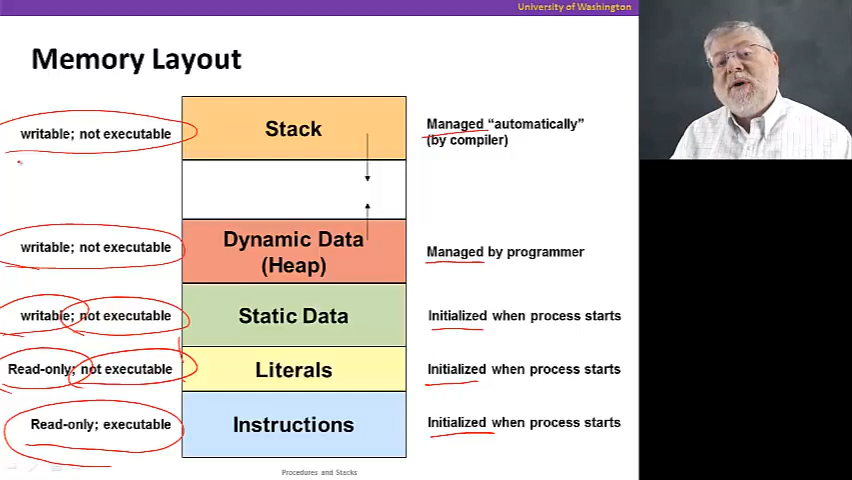 University of Washington
Memory Layout
writable; not executable
Stack
Managed "automatically"
(by compiler)
writable; not executable
Dynamic Data
(Heap)
Managed by programmer
writable; not executable
Static Data
Initialized when process starts
Read-only; not executable
Literals
Initialized when process starts
Read-only; executable
Instructions
Initialized when process starts
Procedures and Stacks